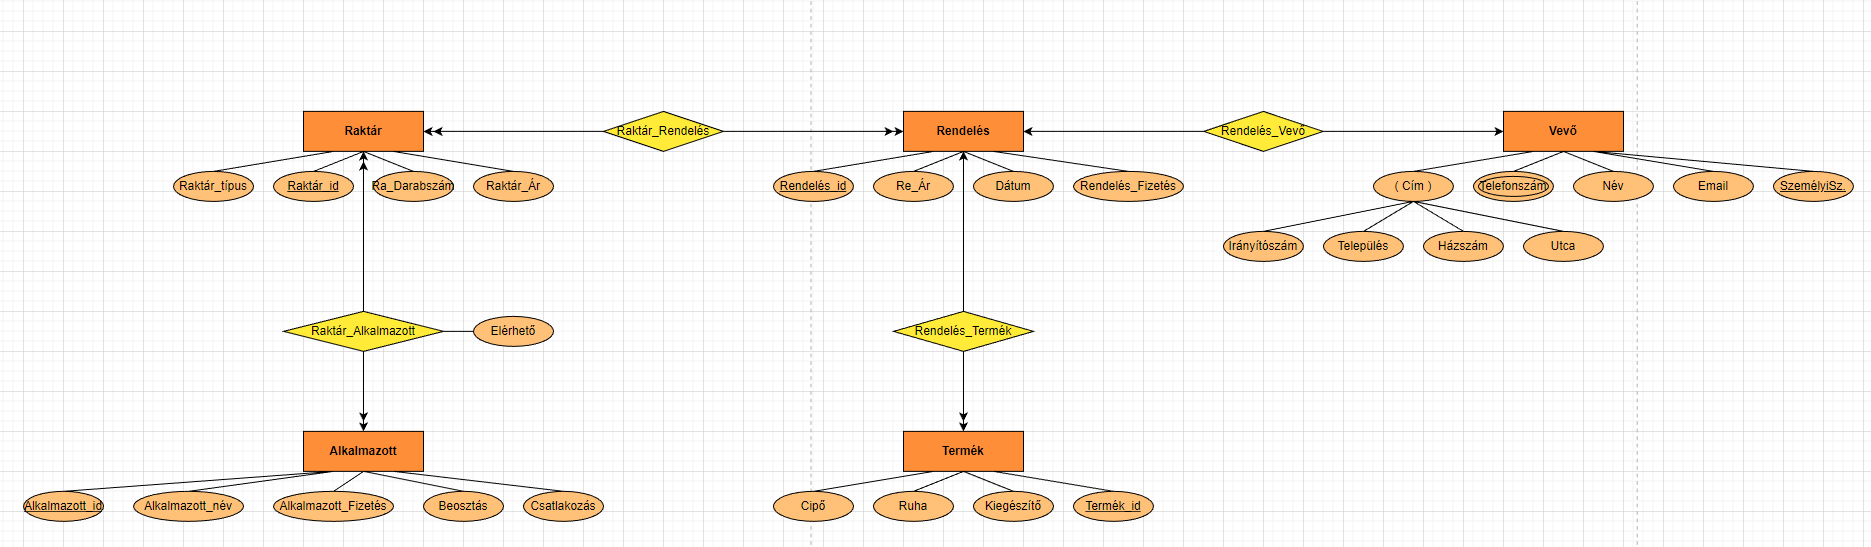 Raktár
Raktár_Rendelés
Rendelés
Rendelés_Vevő
Vevő
Raktár_típus
Raktár_id
Ra_Darabszám
Raktár_Ár
Rendelés_id
Re_Ár
Dátum
Rendelés_Fizetés
( Cím )
Telefonszám
Név
Email
SzemélyiSz.
Irányítószám
Település
Házszám
Utca
Raktár_Alkalmazott
Elérhető
Rendelés_Termék
Alkalmazott
Termék
Alkalmazott_id
Alkalmazott_név
Alkalmazott_Fizetés
Beosztás
Csatlakozás
Cipő
Ruha
Kiegészítő
Termék_id